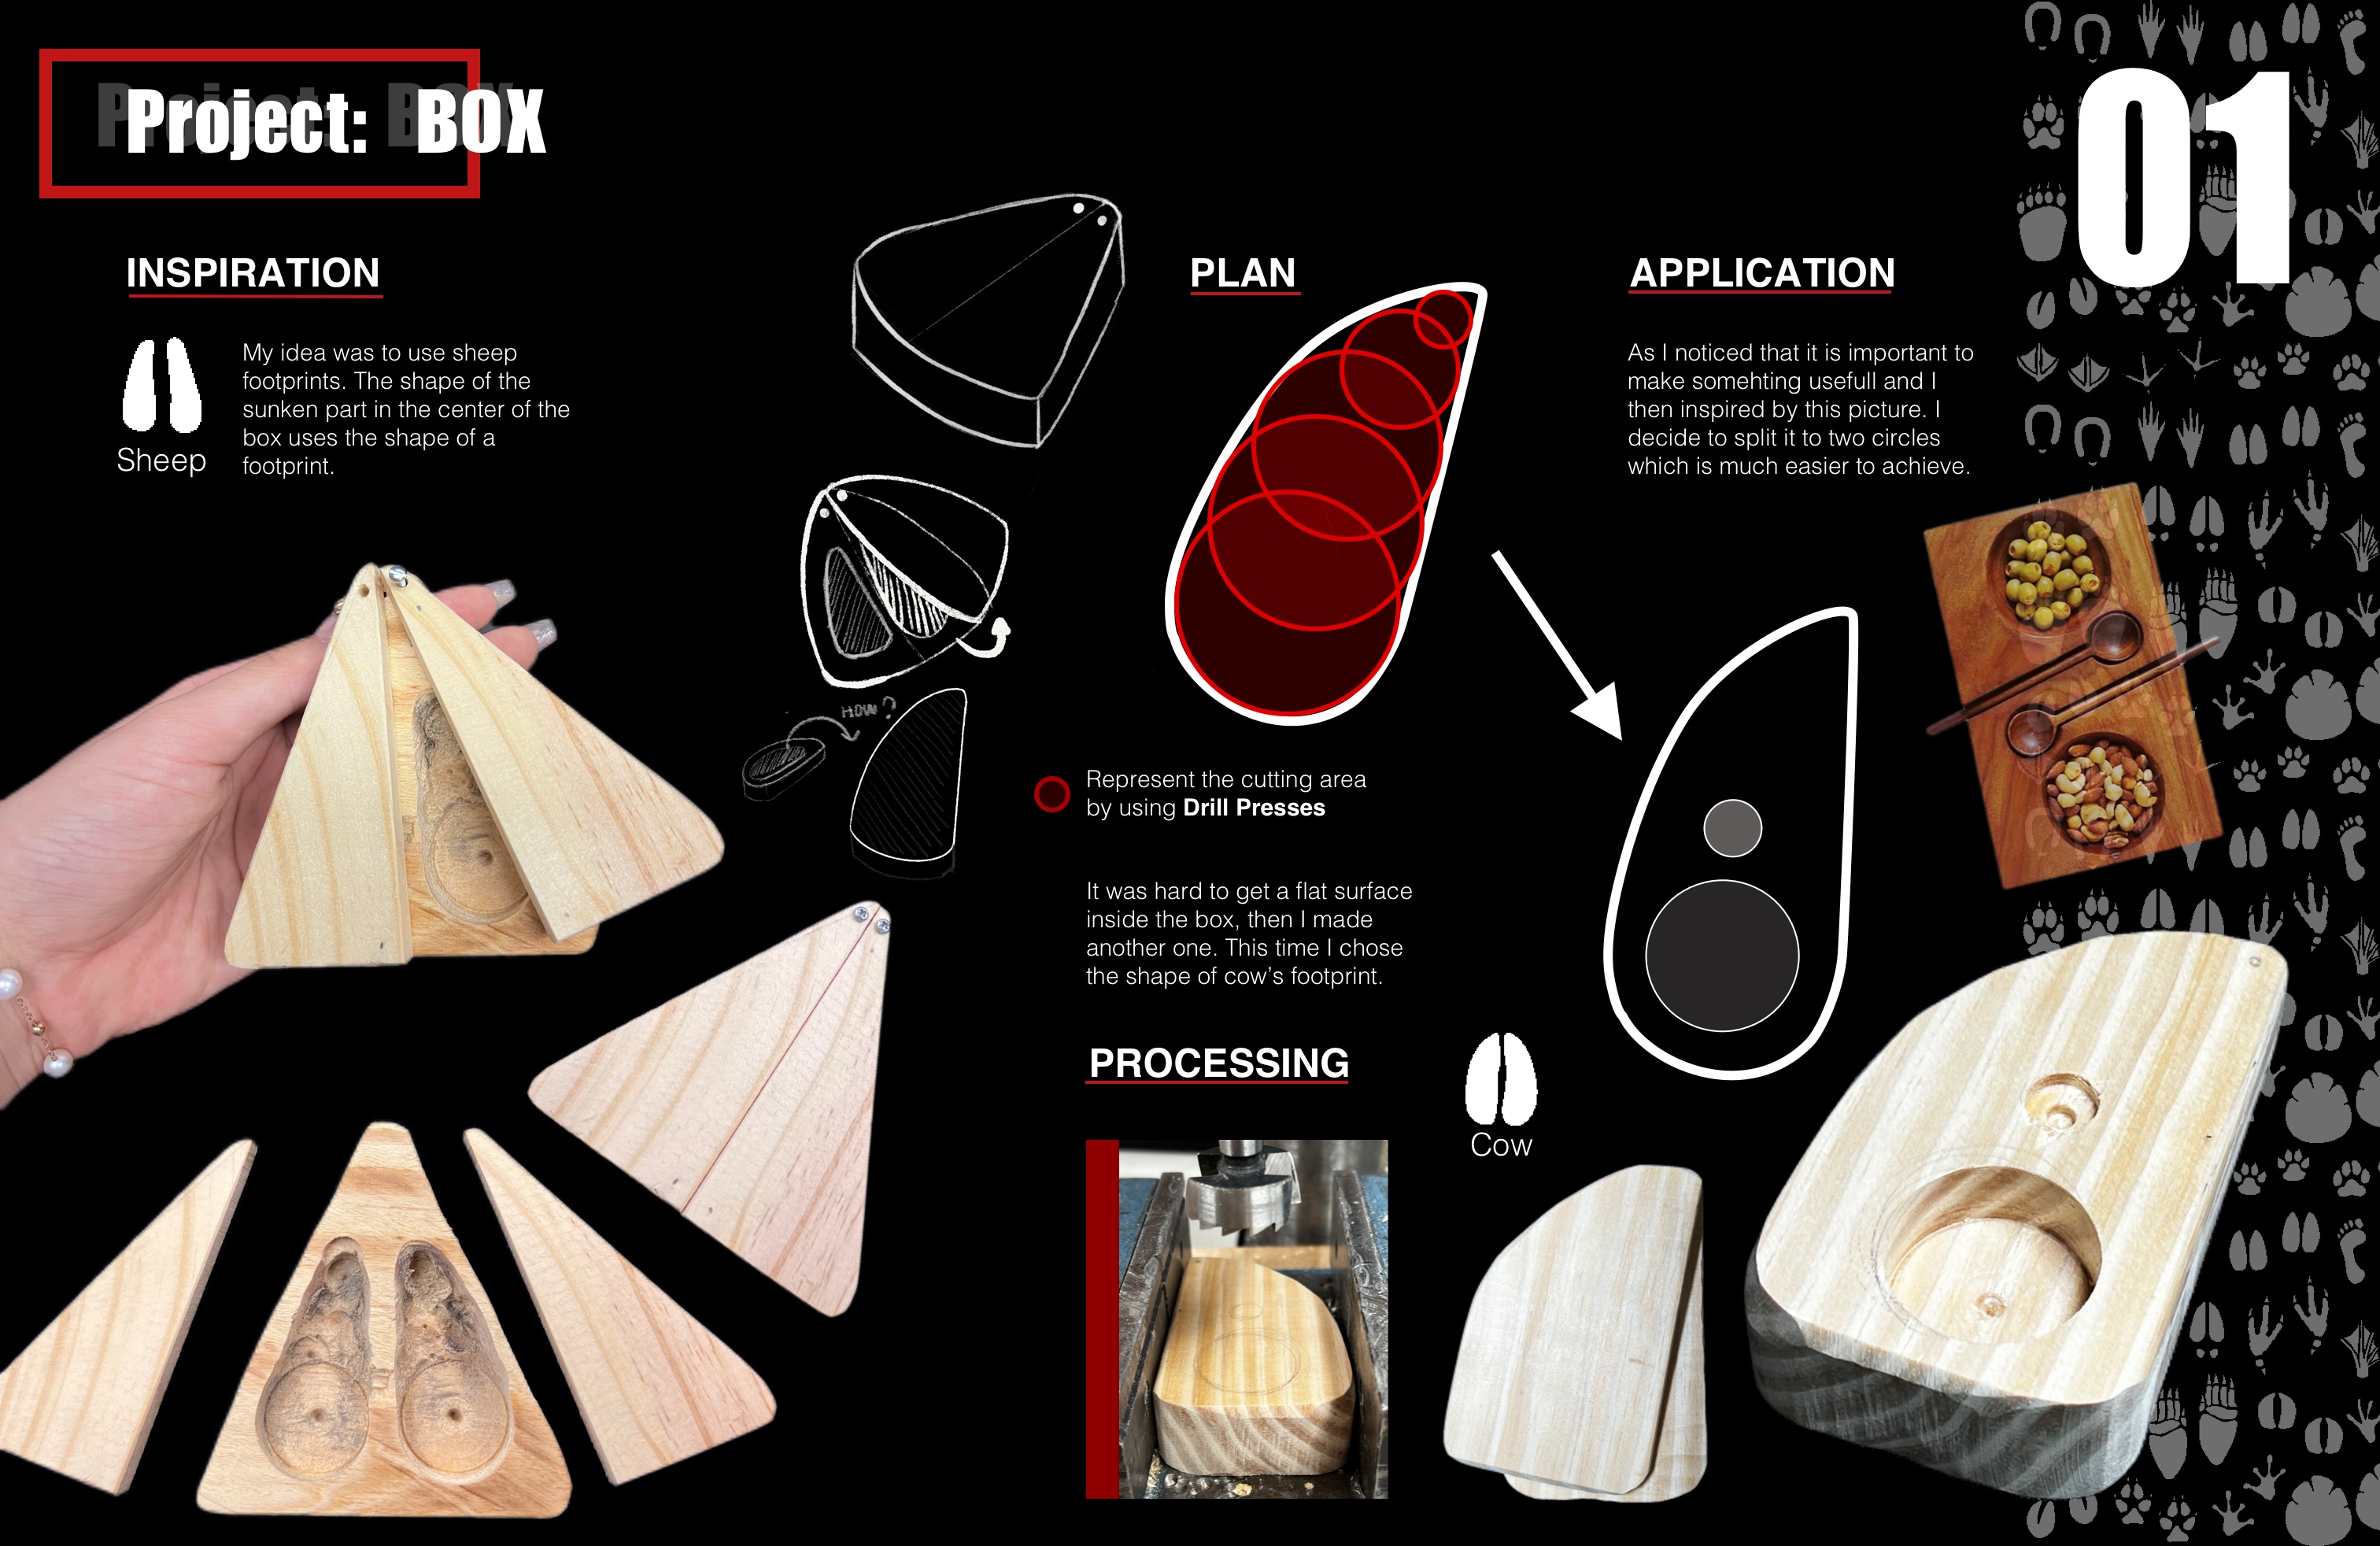 Project: BOX
01
INSPIRATION
Sheep
My idea was to use sheep
footprints. The shape of the
sunken part in the center of the
box uses the shape of a
footprint.
HOW?
PLAN
Represent the cutting area
by using Drill Presses
It was hard to get a flat surface
inside the box, then I made
another one. This time I chose
the shape of cow's footprint.
PROCESSING
Cow
APPLICATION
As I noticed that it is important to
make somehting usefull and I
then inspired by this picture. I
decide to split it to two circles
which is much easier to achieve.